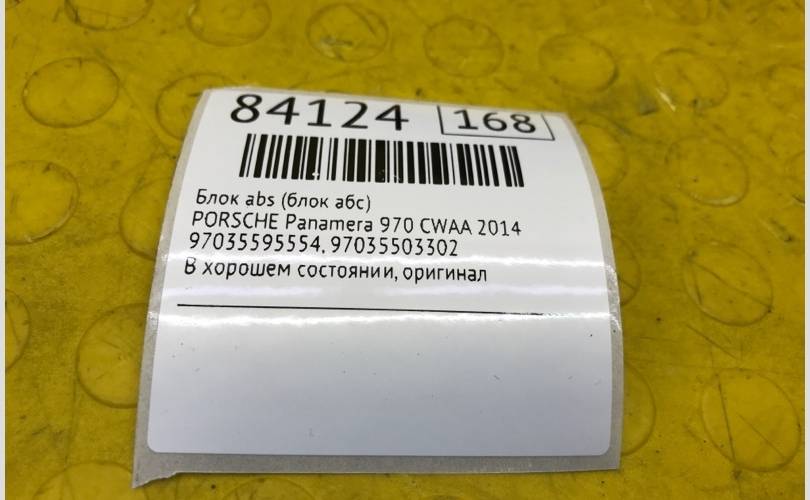 84124 168
Блок abs (блок абс)
PORSCHE Panamera 970 CWAA 2014
97035595554, 97035503302
В хорошем состоянии, оригинал